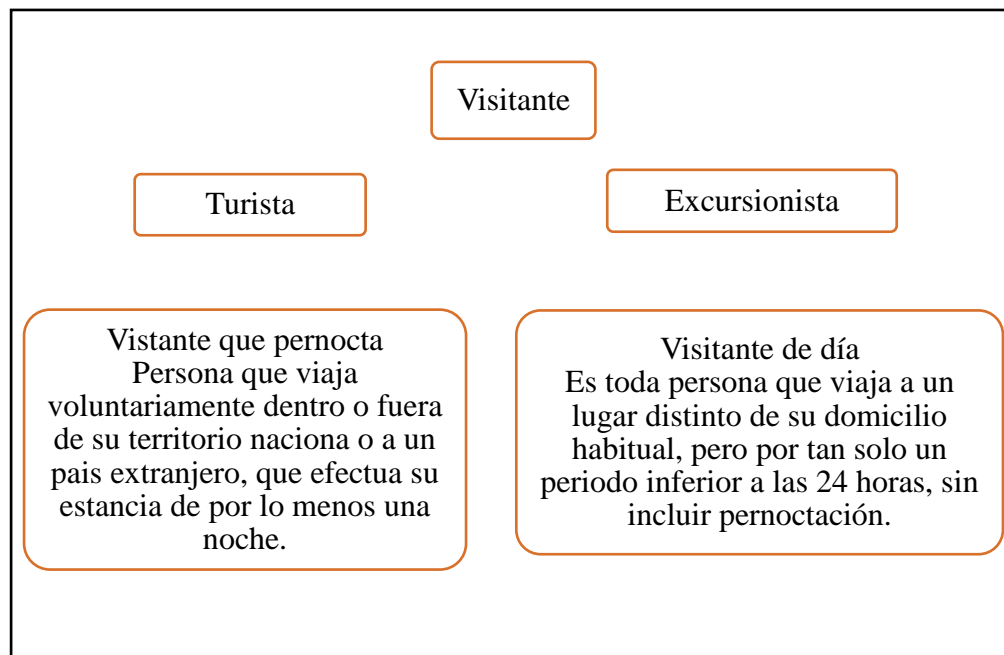 Visitante
Turista
Excursionista
Vistante que pernocta
Persona que viaja
voluntariamente dentro o fuera
de su territorio naciona o a un
pais extranjero, que efectua su
estancia de por lo menos una
noche.
Visitante de día
Es toda persona que viaja a un
lugar distinto de su domicilio
habitual, pero por tan solo un
periodo inferior a las 24 horas, sin
incluir pernoctación.